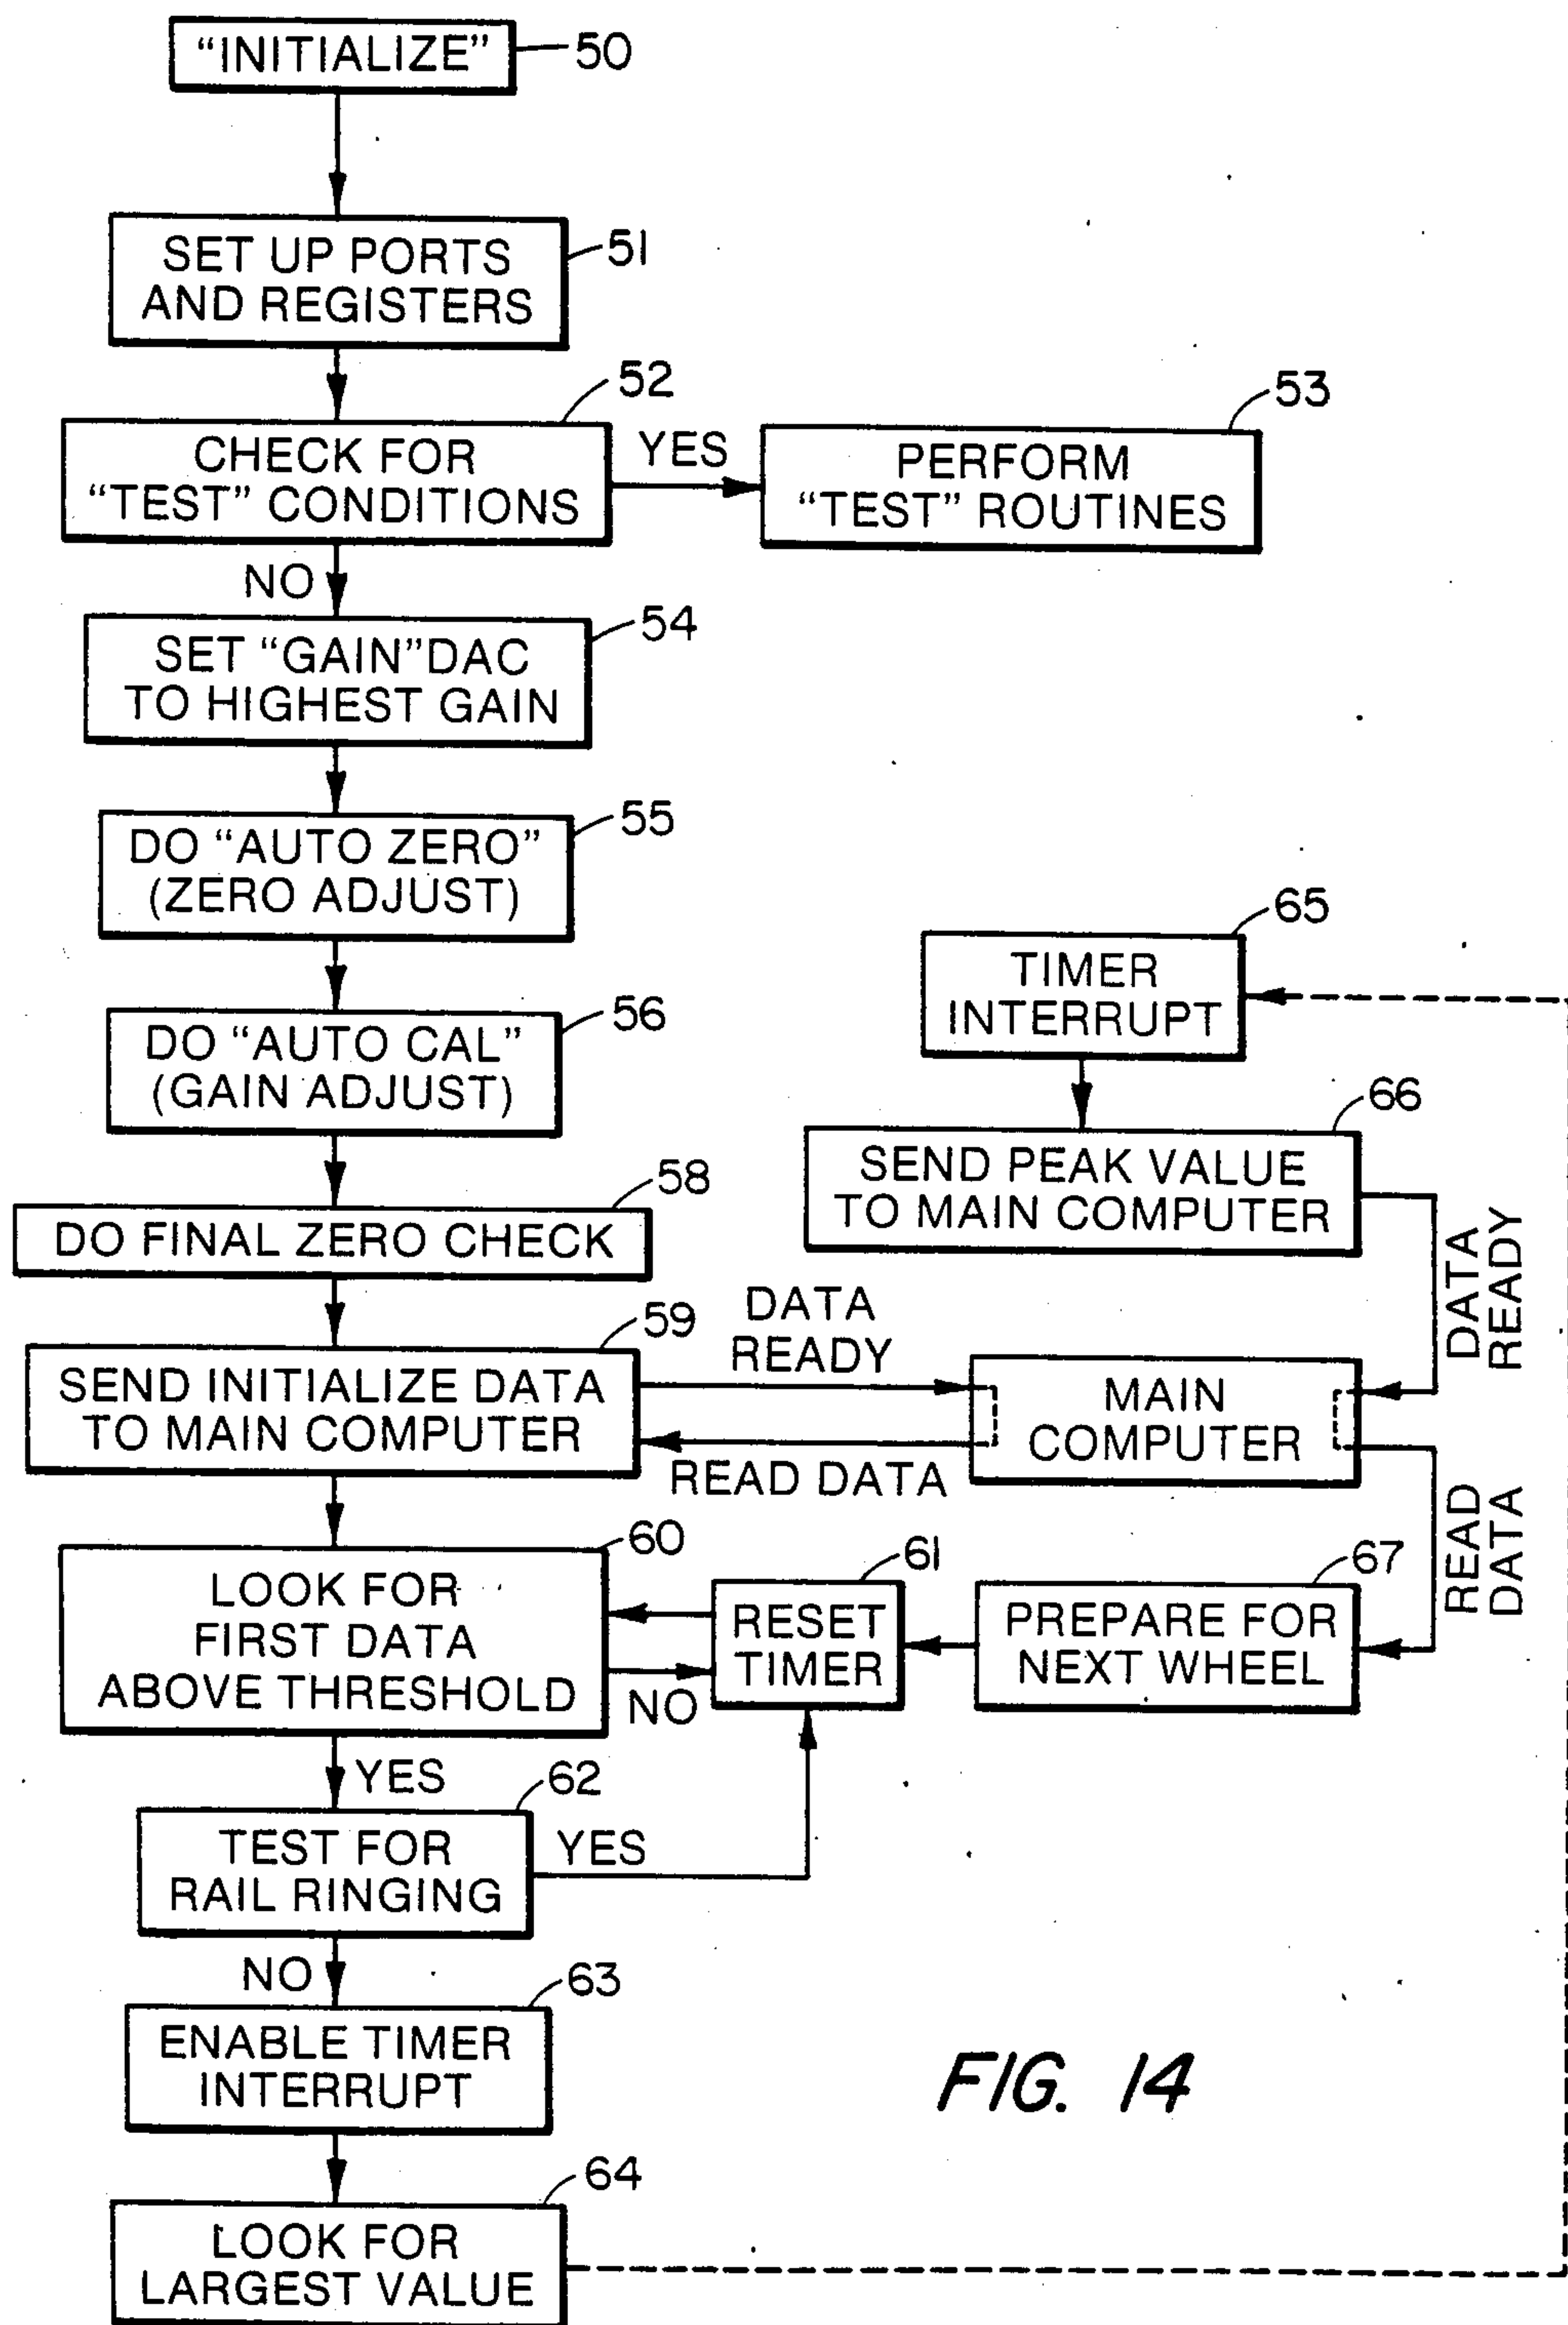 "INITIALIZE"
50
SET UP PORTS
AND REGISTERS
51
CHECK FOR
"TEST" CONDITIONS
52
YES
PERFORM
"TEST" ROUTINES
53
NO
SET "GAIN"DAC
TO HIGHEST GAIN
54
DO "AUTO ZERO"
(ZERO ADJUST)
55
DO "AUTO CAL"
(GAIN ADJUST)
56
DO FINAL ZERO CHECK
58
SEND INITIALIZE DATA
TO MAIN COMPUTER
59
DATA
READY
READ DATA
MAIN
COMPUTER
TIMER
INTERRUPT
65
SEND PEAK VALUE
TO MAIN COMPUTER
66
DATA
READY
READ
DATA
LOOK FOR
FIRST DATA
ABOVE THRESHOLD
60
NO
RESET
TIMER
61
PREPARE FOR
NEXT WHEEL
67
YES
TEST FOR
RAIL RINGING
62
YES
NO
ENABLE TIMER
INTERRUPT
63
LOOK FOR
LARGEST VALUE
64
FIG. 14